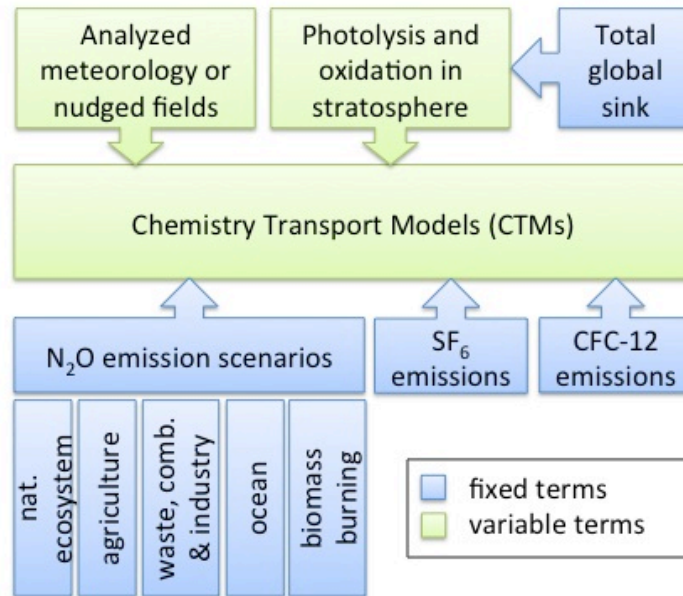 Analyzed
meteorology or
nudged fields
Photolysis and
oxidation in
stratosphere
Total
global
sink
Chemistry Transport Models (CTMs)
N₂O emission scenarios
SF₆
emissions
CFC-12
emissions
nat.
ecosystem
agriculture
waste, comb.
& industry
ocean
biomass
burning
fixed terms
variable terms